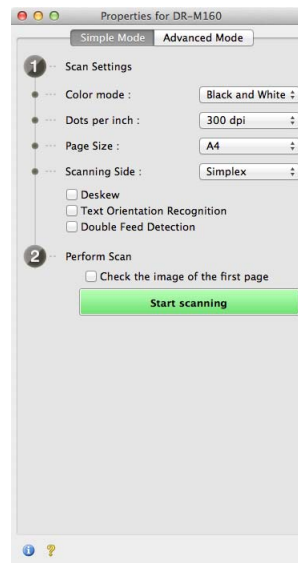 Properties for DR-M160
Simple Mode Advanced Mode
1 Scan Settings
Color mode : Black and White
Dots per inch : 300 dpi
Page Size : A4
Scanning Side : Simplex
Deskew
Text Orientation Recognition
Double Feed Detection
2 Perform Scan
Check the image of the first page
Start scanning
i ?